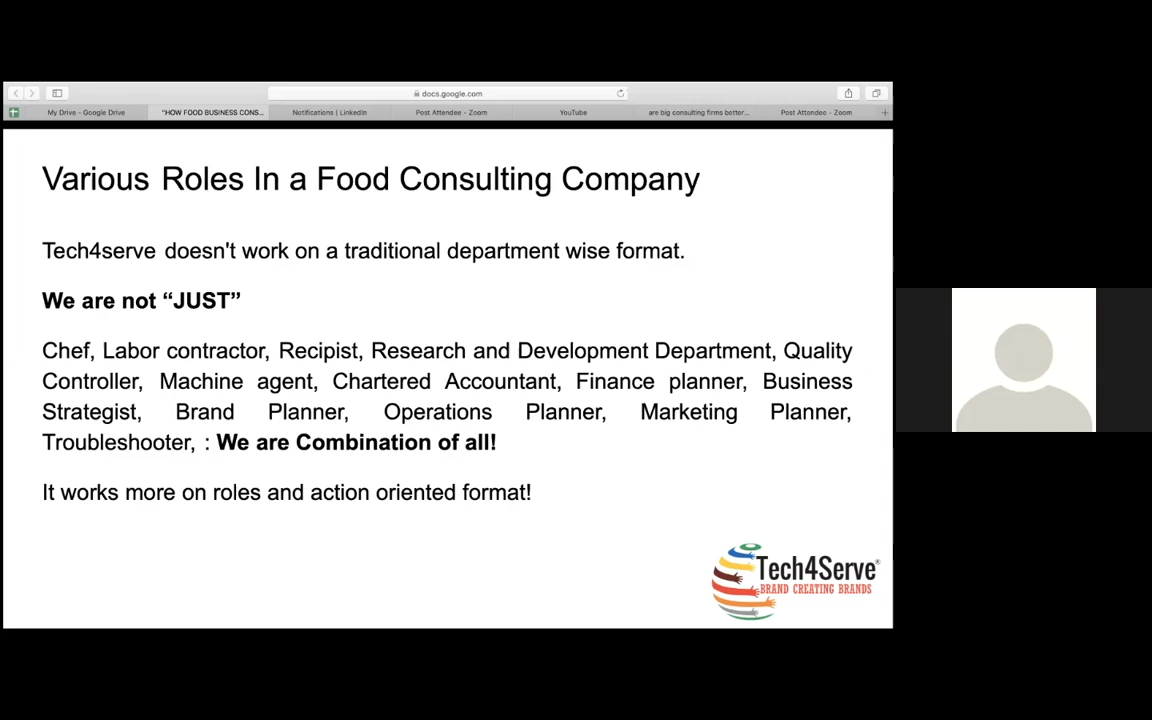 docs.google.com
My Drive - Google Drive
"HOW FOOD BUSINESS CONS...
Notifications | LinkedIn
Post Attendee - Zoom
YouTube
are big consulting firms better...
Post Attendee - Zoom
Various Roles In a Food Consulting Company
Tech4serve doesn't work on a traditional department wise format.
We are not “JUST”
Chef, Labor contractor, Recipist, Research and Development Department, Quality
Controller, Machine agent, Chartered Accountant, Finance planner, Business
Strategist, Brand Planner, Operations Planner, Marketing Planner,
Troubleshooter, : We are Combination of all!
It works more on roles and action oriented format!
Tech4Serve®
BRAND CREATING BRANDS